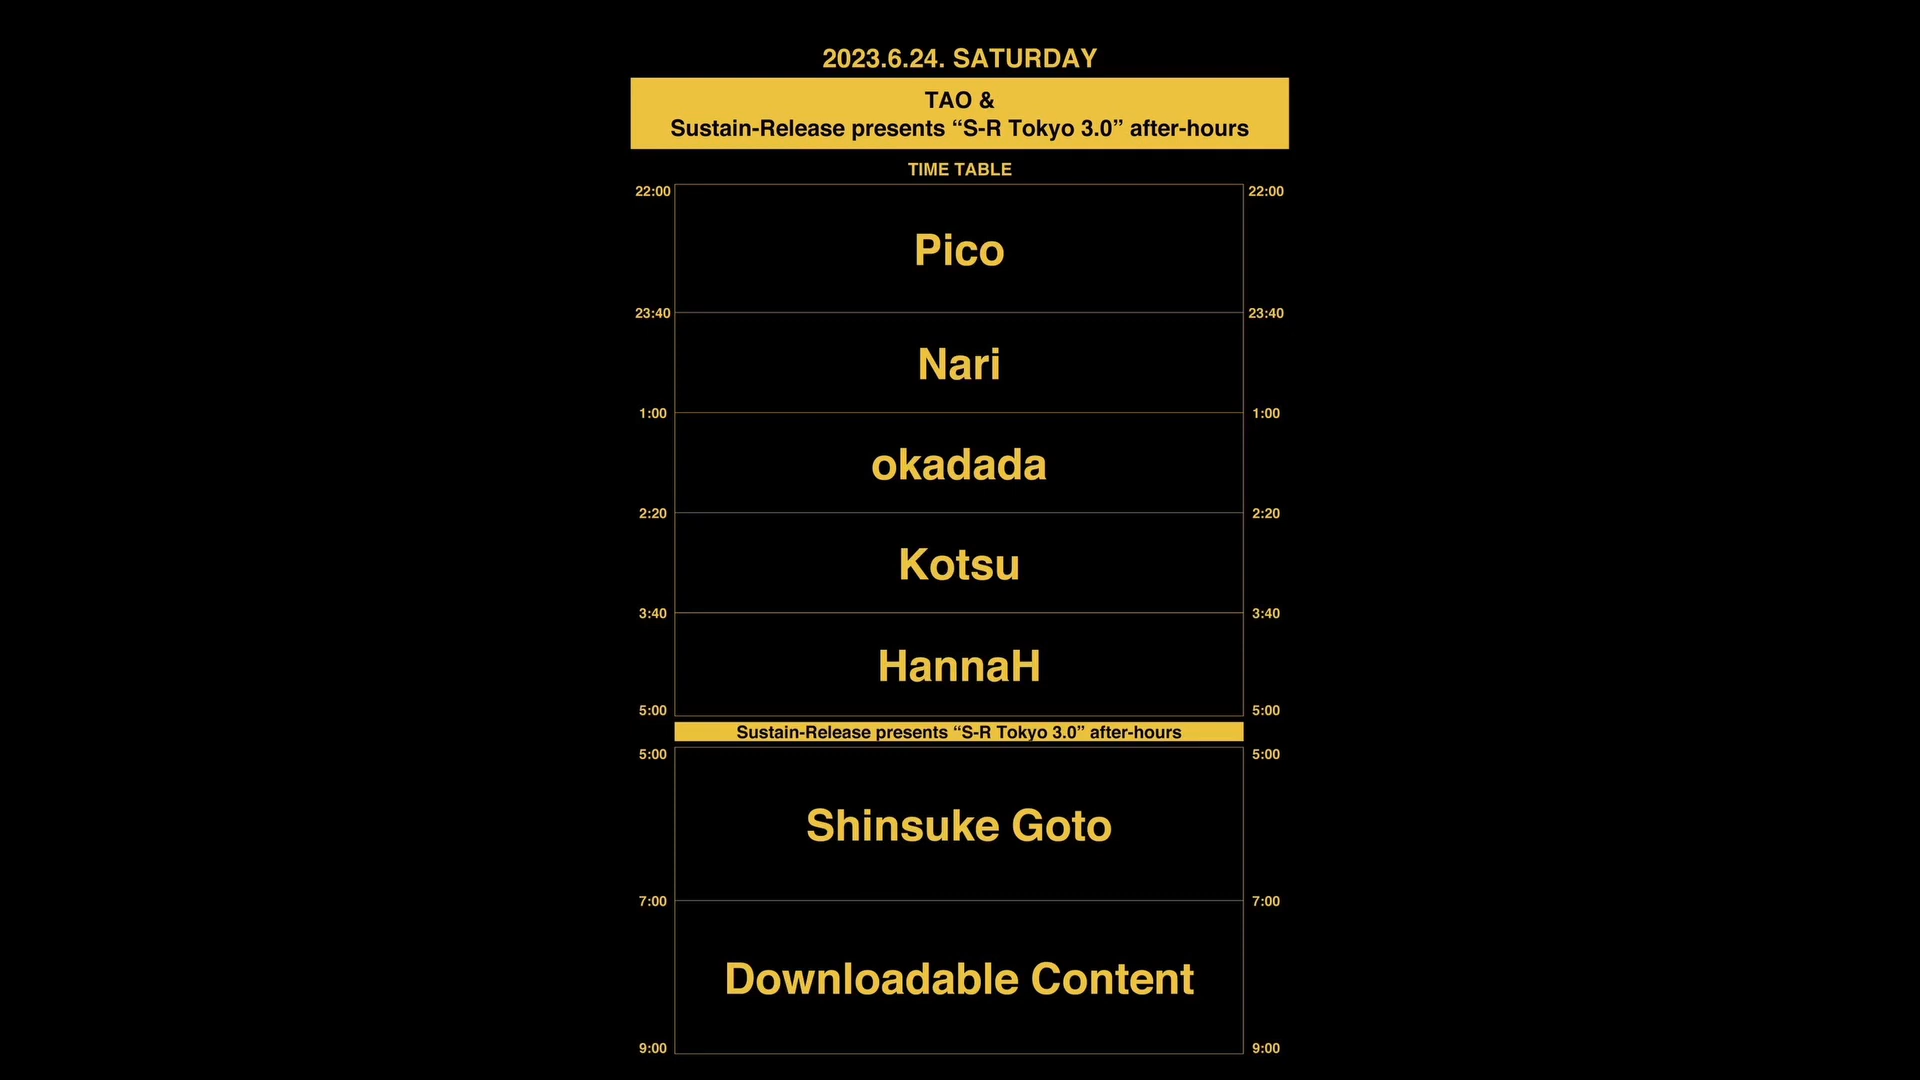 2023.6.24. SATURDAY
TAO &
Sustain-Release presents “S-R Tokyo 3.0” after-hours
TIME TABLE
22:00 22:00
Pico
23:40 23:40
Nari
1:00 1:00
okadada
2:20 2:20
Kotsu
3:40 3:40
HannaH
5:00 5:00
Sustain-Release presents “S-R Tokyo 3.0” after-hours
5:00 5:00
Shinsuke Goto
7:00 7:00
Downloadable Content
9:00 9:00